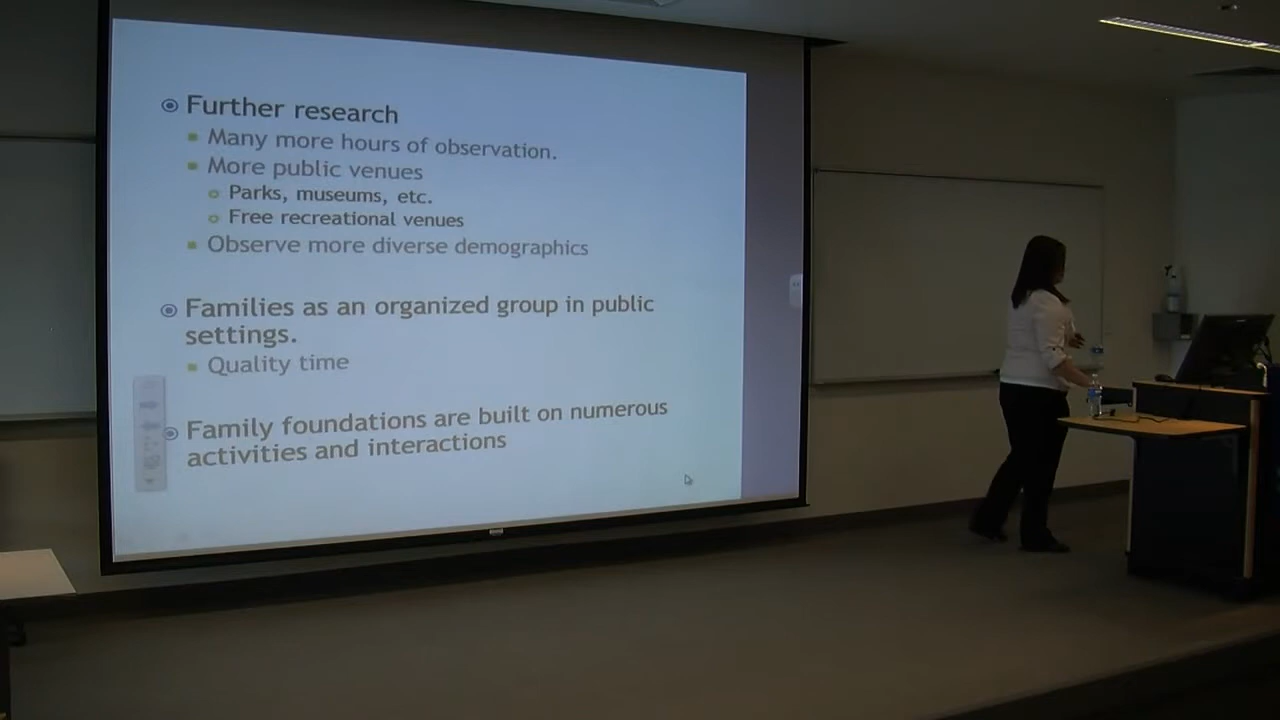 Further research
Many more hours of observation.
More public venues
Parks, museums, etc.
Free recreational venues
Observe more diverse demographics
Families as an organized group in public
settings.
Quality time
Family foundations are built on numerous
activities and interactions